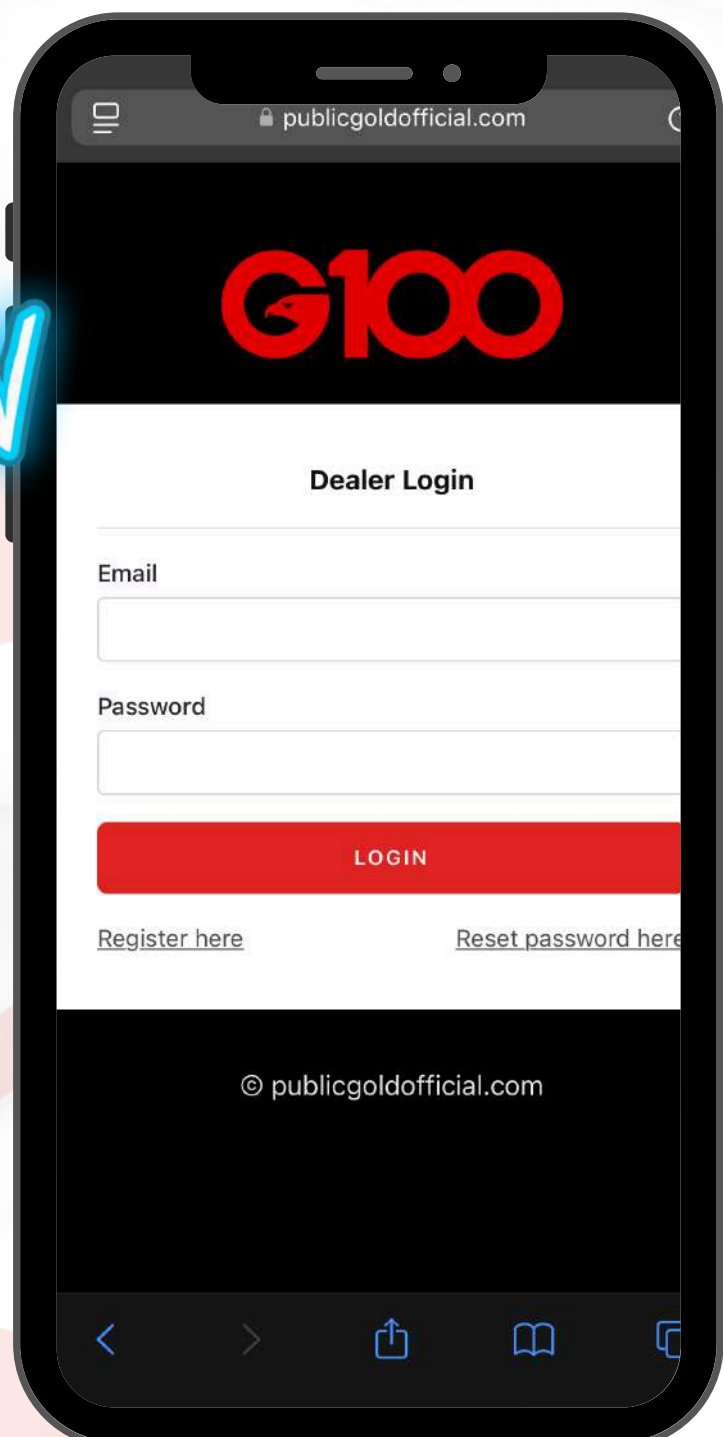 publicgoldofficial.com
G100
Dealer Login
Email
Password
LOGIN
Register here
Reset password here
© publicgoldofficial.com